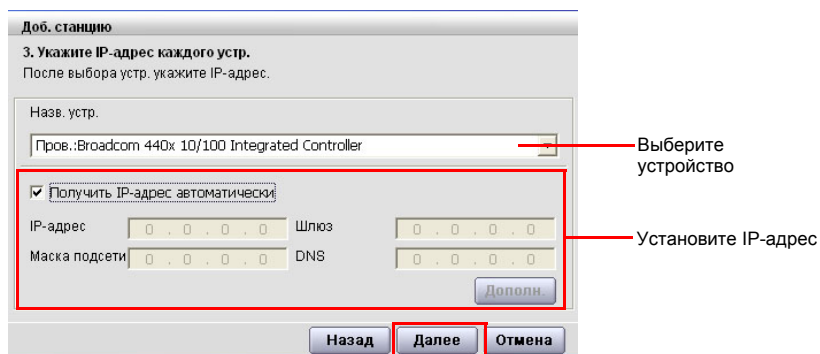 Доб. станцию
3. Укажите IP-адрес каждого устр.
После выбора устр. укажите IP-адрес.
Назв. устр.
Пров.:Broadcom 440x 10/100 Integrated Controller
Выберите
устройство
Получить IP-адрес автоматически
IP-адрес 0 . 0 . 0 . 0 Шлюз 0 . 0 . 0 . 0
Установите IP-адрес
Маска подсети 0 . 0 . 0 . 0 DNS 0 . 0 . 0 . 0
Дополн.
Назад Далее Отмена